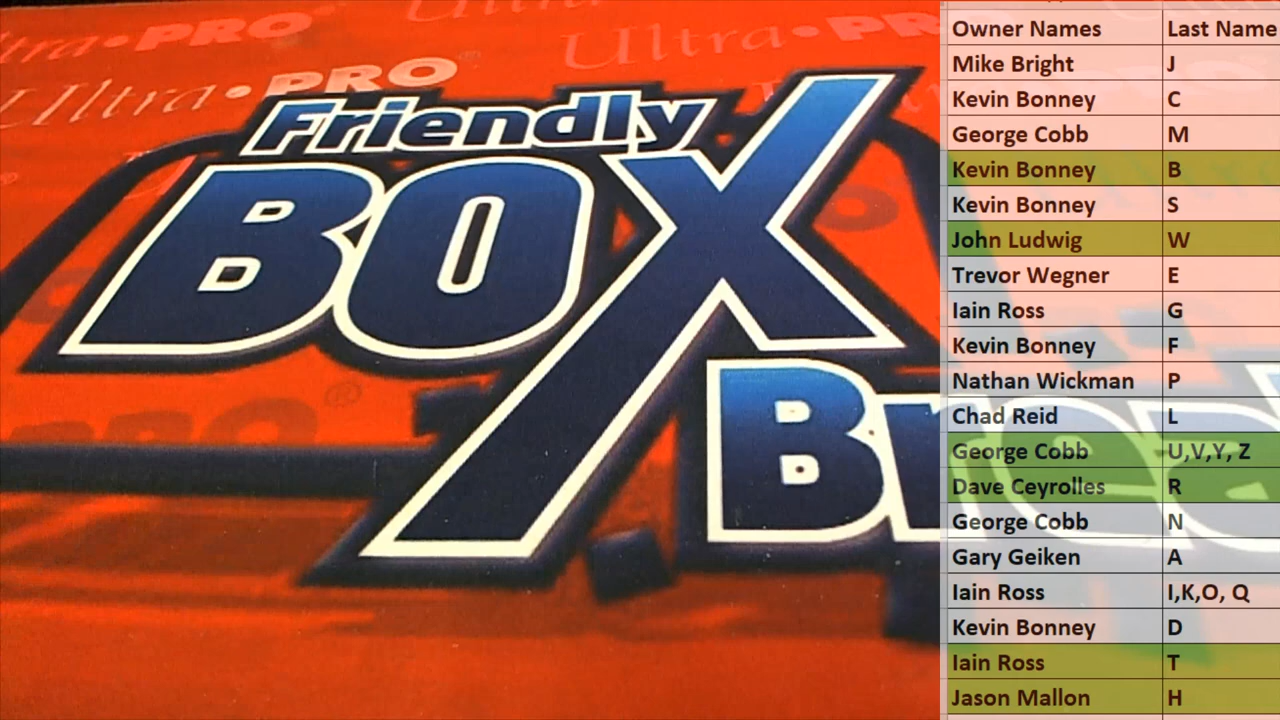 Ultra•PRO
Ultra•PR
Ultra•PRO
Friendly
BOX
Br
PRO
Owner Names Last Name
Mike Bright J
Kevin Bonney C
George Cobb M
Kevin Bonney B
Kevin Bonney S
John Ludwig W
Trevor Wegner E
Iain Ross G
Kevin Bonney F
Nathan Wickman P
Chad Reid L
George Cobb U,V,Y, Z
Dave Ceyrolles R
George Cobb N
Gary Geiken A
Iain Ross I,K,O, Q
Kevin Bonney D
Iain Ross T
Jason Mallon H